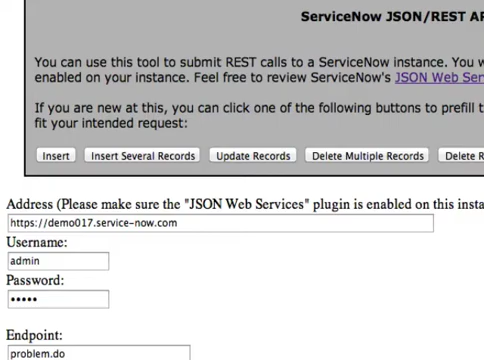 ServiceNow JSON/REST AP
You can use this tool to submit REST calls to a ServiceNow instance. You w
enabled on your instance. Feel free to review ServiceNow's JSON Web Ser
If you are new at this, you can click one of the following buttons to prefill t
fit your intended request:
Insert Insert Several Records Update Records Delete Multiple Records Delete R
Address (Please make sure the "JSON Web Services" plugin is enabled on this insta
https://demo017.service-now.com
Username:
admin
Password:
•••••
Endpoint:
problem.do